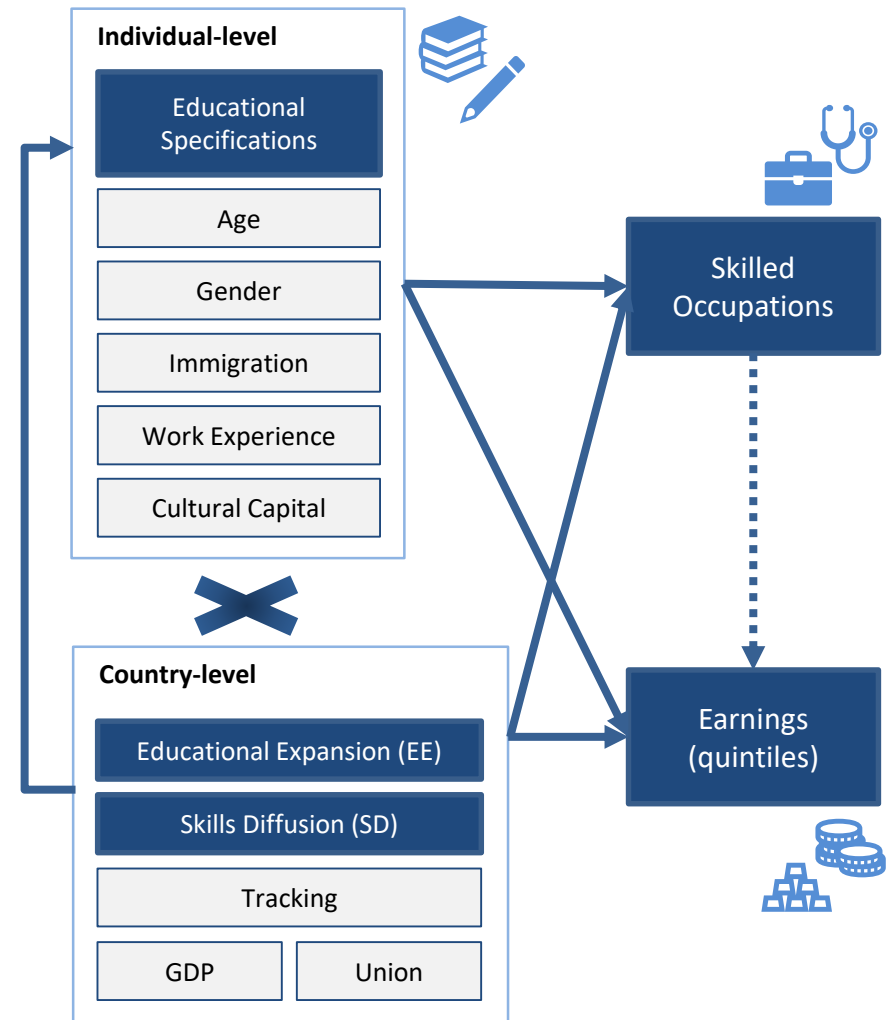 Individual-level
Educational
Specifications
Age
Gender
Immigration
Work Experience
Cultural Capital
Skilled
Occupations
Country-level
Educational Expansion (EE)
Skills Diffusion (SD)
Tracking
GDP
Union
Earnings
(quintiles)